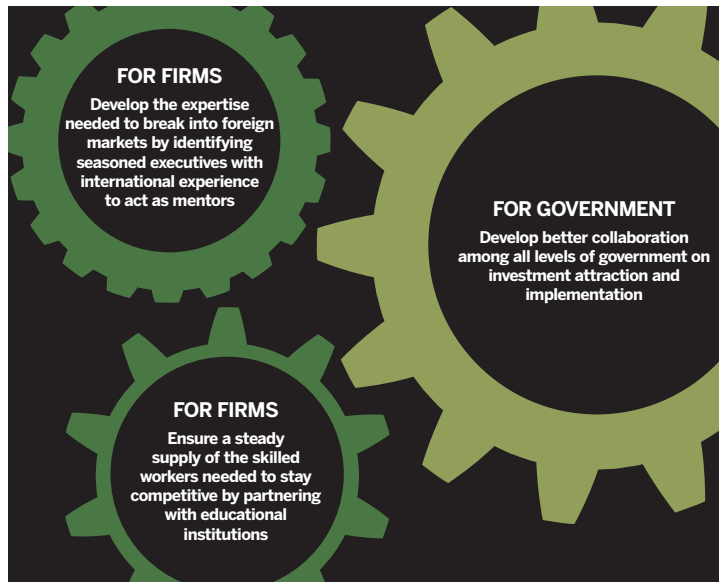 FOR FIRMS
Develop the expertise
needed to break into foreign
markets by identifying
seasoned executives with
international experience
to act as mentors
FOR GOVERNMENT
Develop better collaboration
among all levels of government on
investment attraction and
implementation
FOR FIRMS
Ensure a steady
supply of the skilled
workers needed to stay
competitive by partnering
with educational
institutions